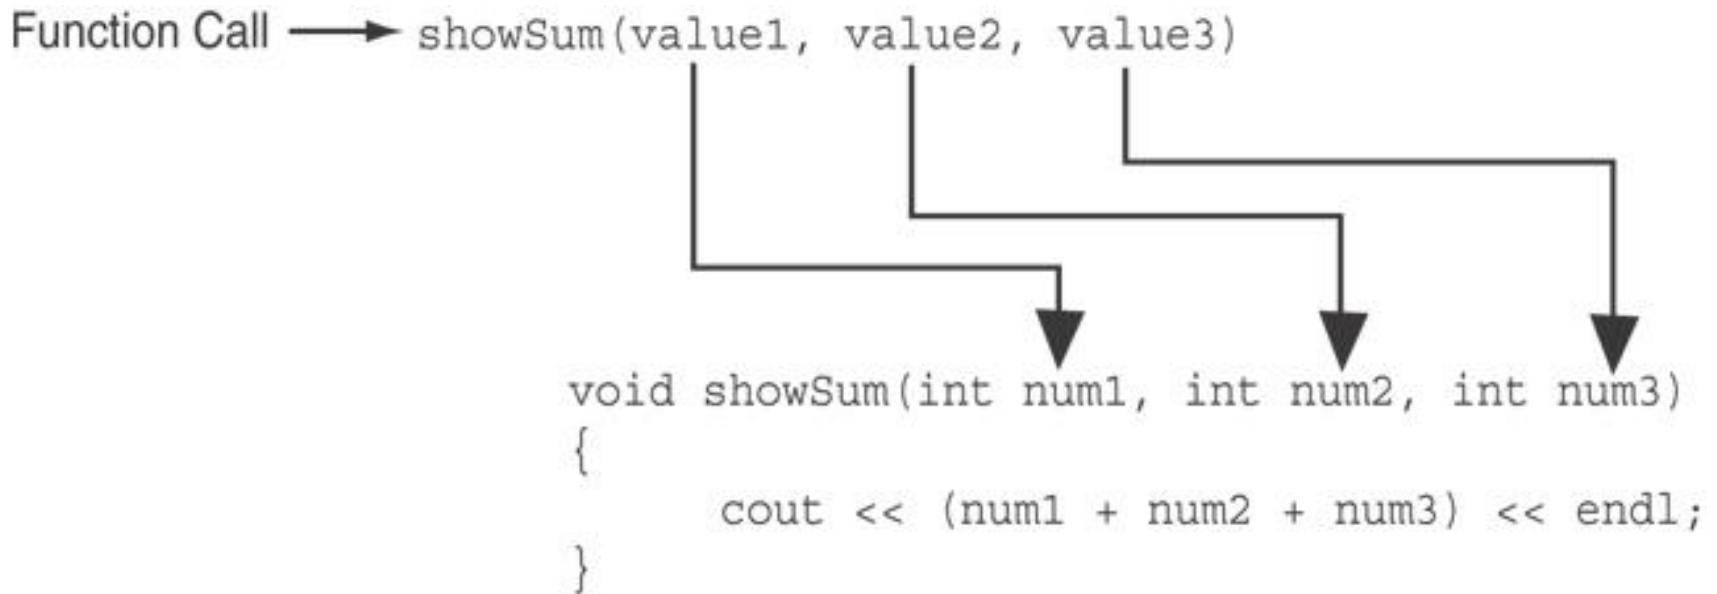 Function Call showSum(value1, value2, value3)
void showSum(int num1, int num2, int num3)
{
cout << (num1 + num2 + num3) << endl;
}